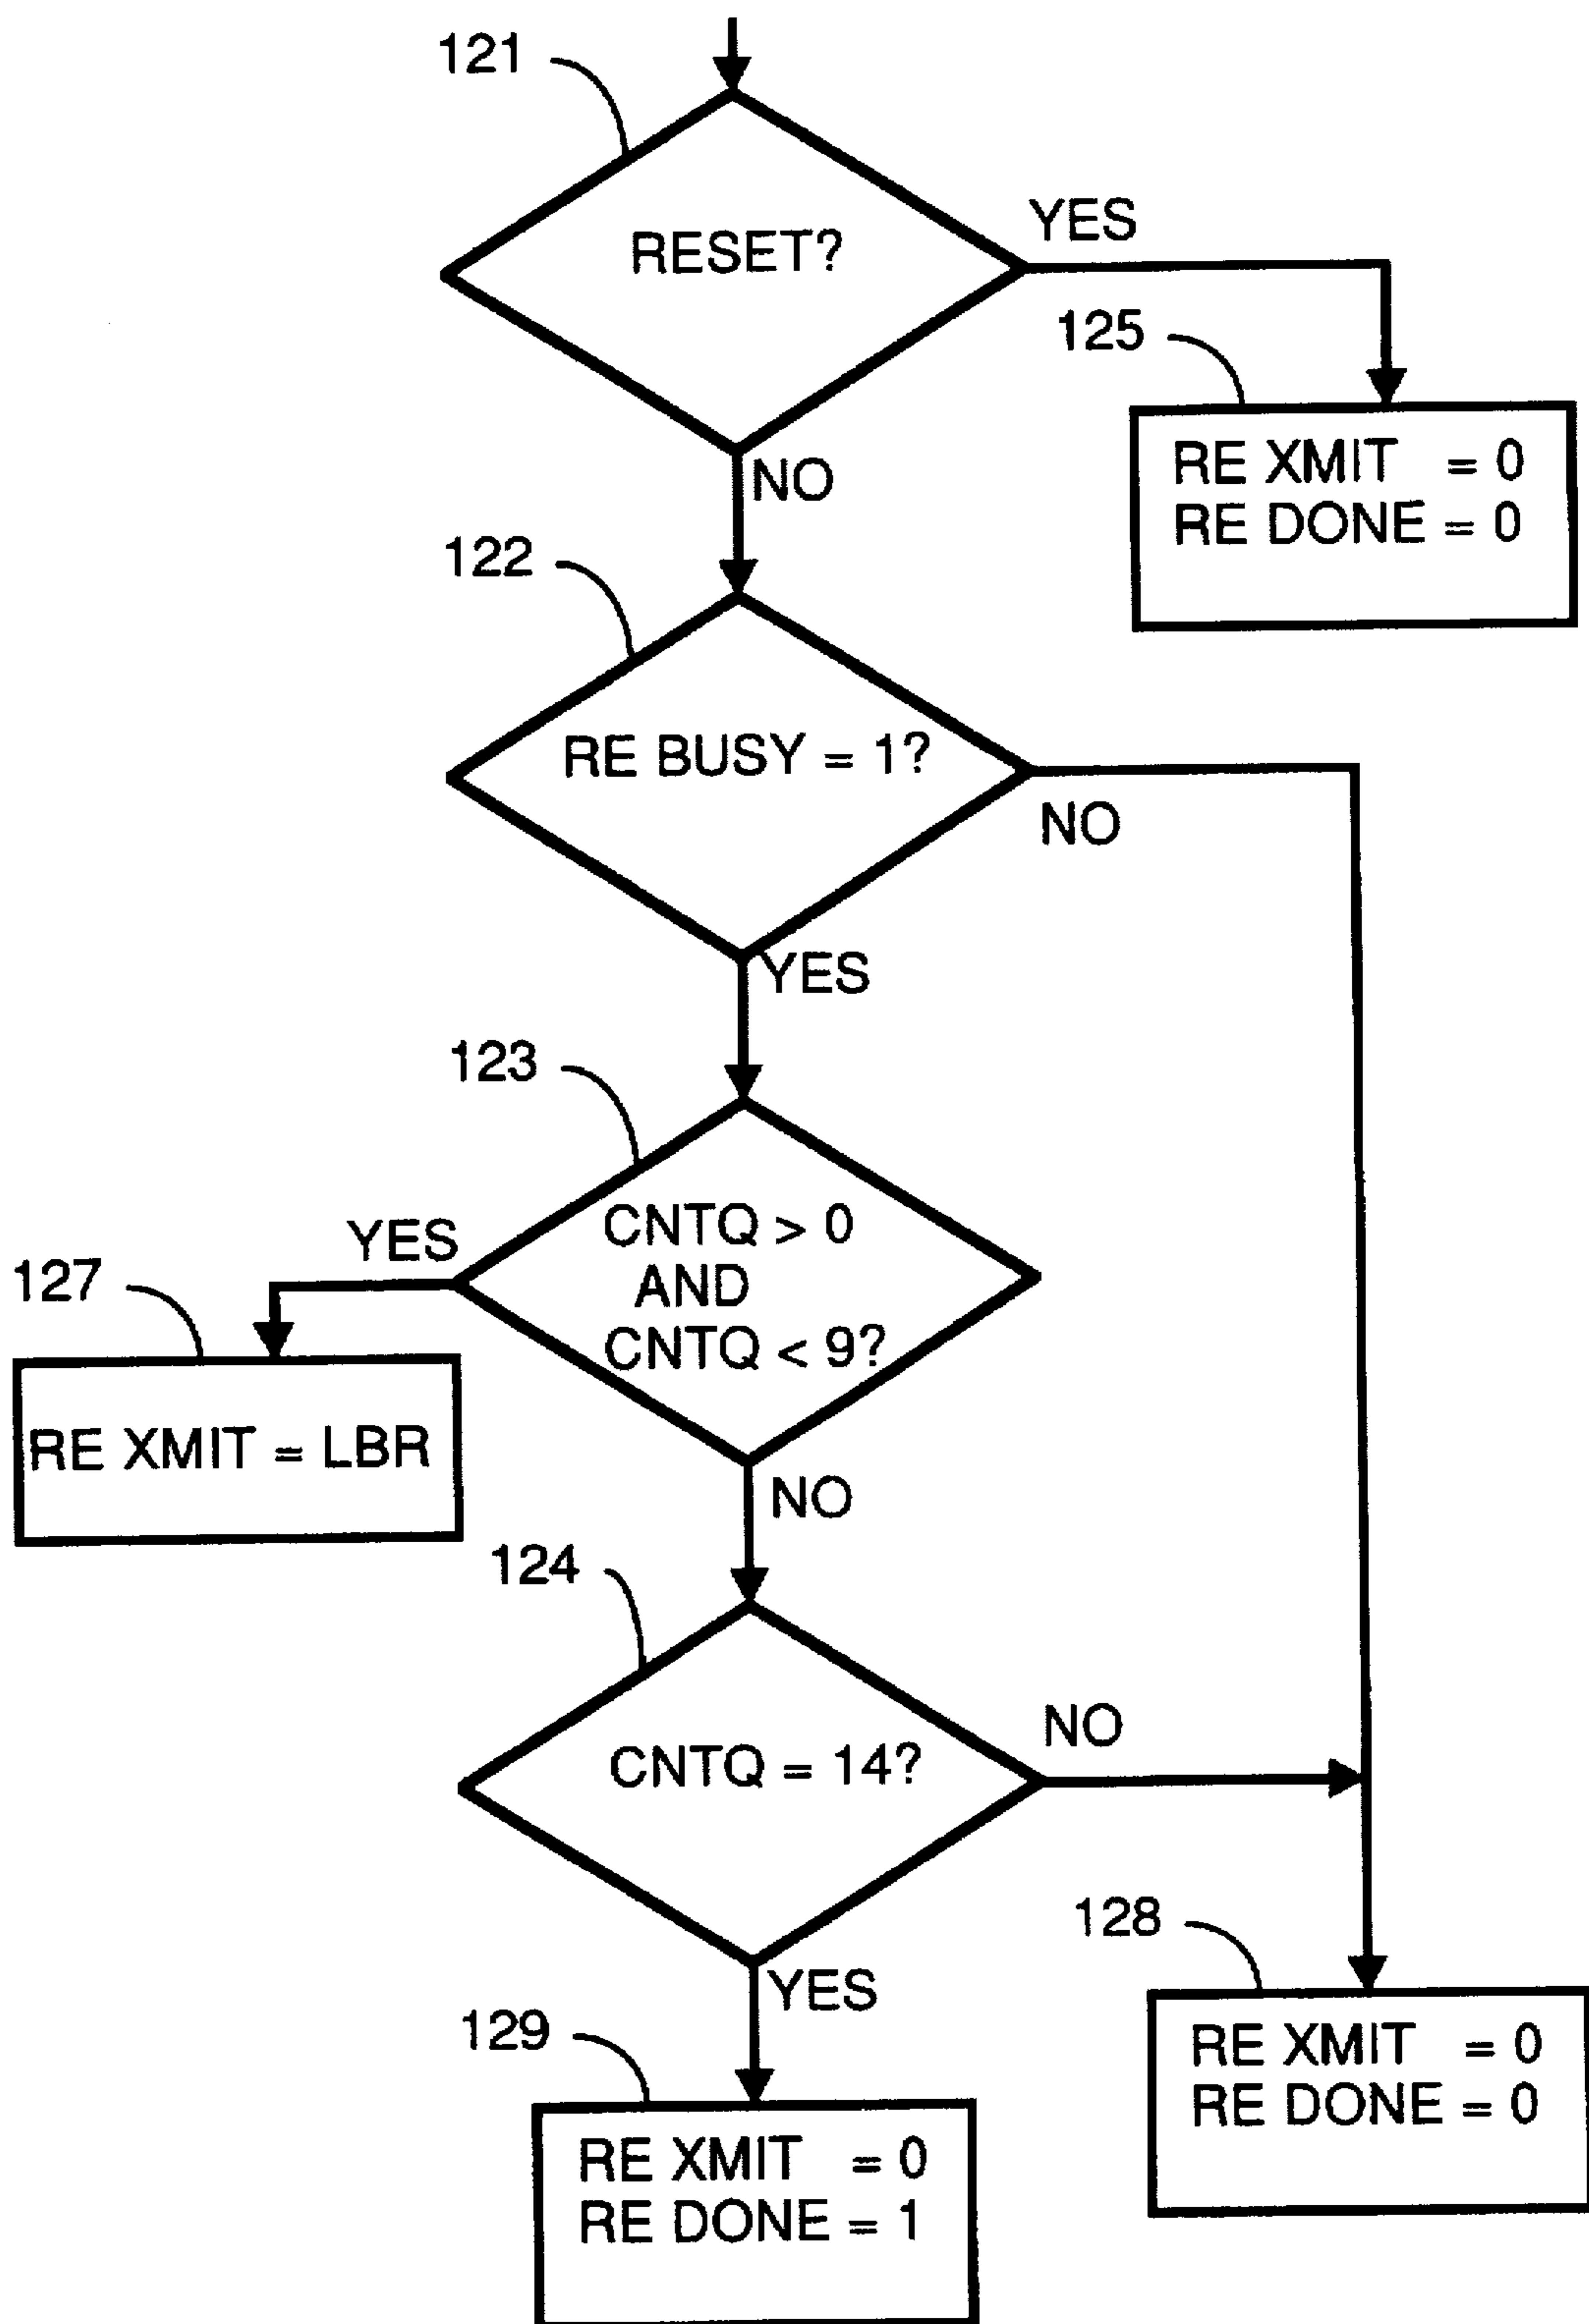 121
RESET?
YES
125
RE XMIT = 0
RE DONE = 0
NO
122
RE BUSY = 1?
NO
YES
123
CNTQ > 0
AND
CNTQ < 9?
YES
127
RE XMIT = LBR
NO
124
CNTQ = 14?
NO
128
RE XMIT = 0
RE DONE = 0
YES
129
RE XMIT = 0
RE DONE = 1